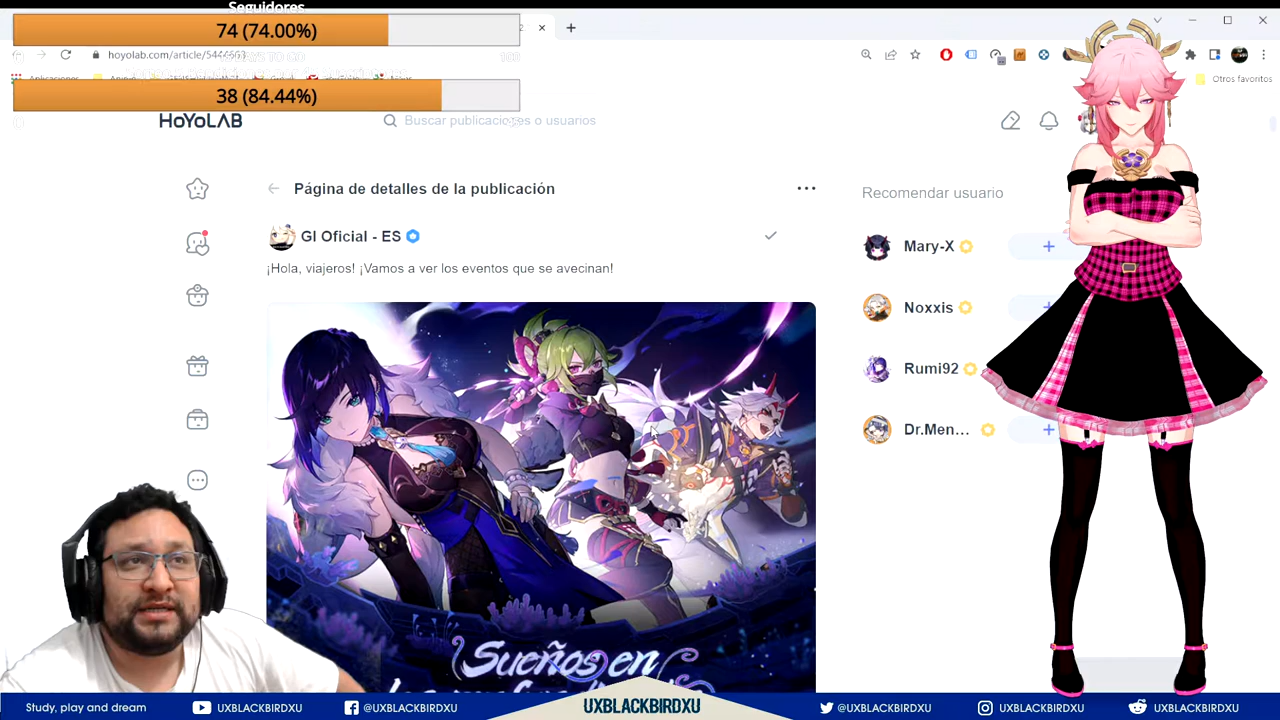 Seguidores
74 (74.00%)
hoyolab.com/article/5444663
38 (84.44%)
Otros favoritos
HoYoLAB
Buscar publicaciones o usuarios
Página de detalles de la publicación
Recomendar usuario
GI Oficial - ES
¡Hola, viajeros! ¡Vamos a ver los eventos que se avecinan!
Mary-X
Noxxis
Rumi92
Dr.Men...
Sueños en
Study, play and dream
UXBLACKBIRDXU
@UXBLACKBIRDXU
UXBLACKBIRDXU
@UXBLACKBIRDXU
UXBLACKBIRDXU
UXBLACKBIRDXU